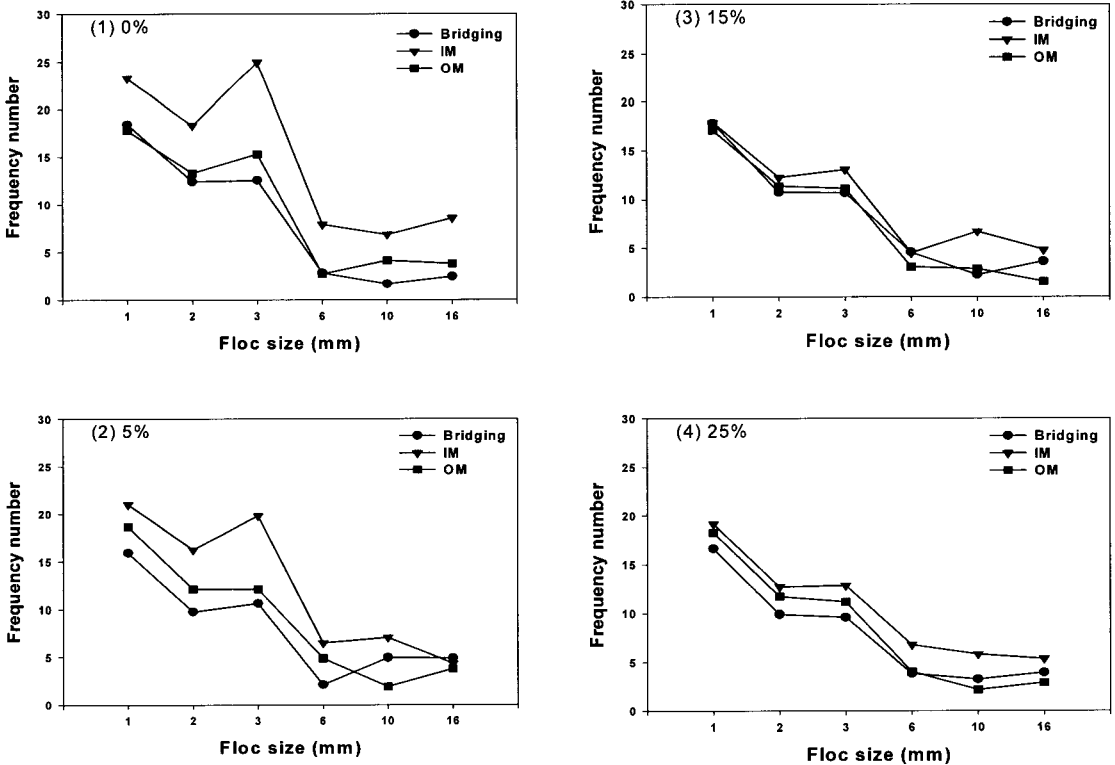 (1) 0%
Bridging
IM
OM
30
25
20
15
10
5
0
Frequency number
1 2 3 6 10 16
Floc size (mm)
(3) 15%
Bridging
IM
OM
30
25
20
15
10
5
0
Frequency number
1 2 3 6 10 16
Floc size (mm)
(2) 5%
Bridging
IM
OM
30
25
20
15
10
5
0
Frequency number
1 2 3 6 10 16
Floc size (mm)
(4) 25%
Bridging
IM
OM
30
25
20
15
10
5
0
Frequency number
1 2 3 6 10 16
Floc size (mm)